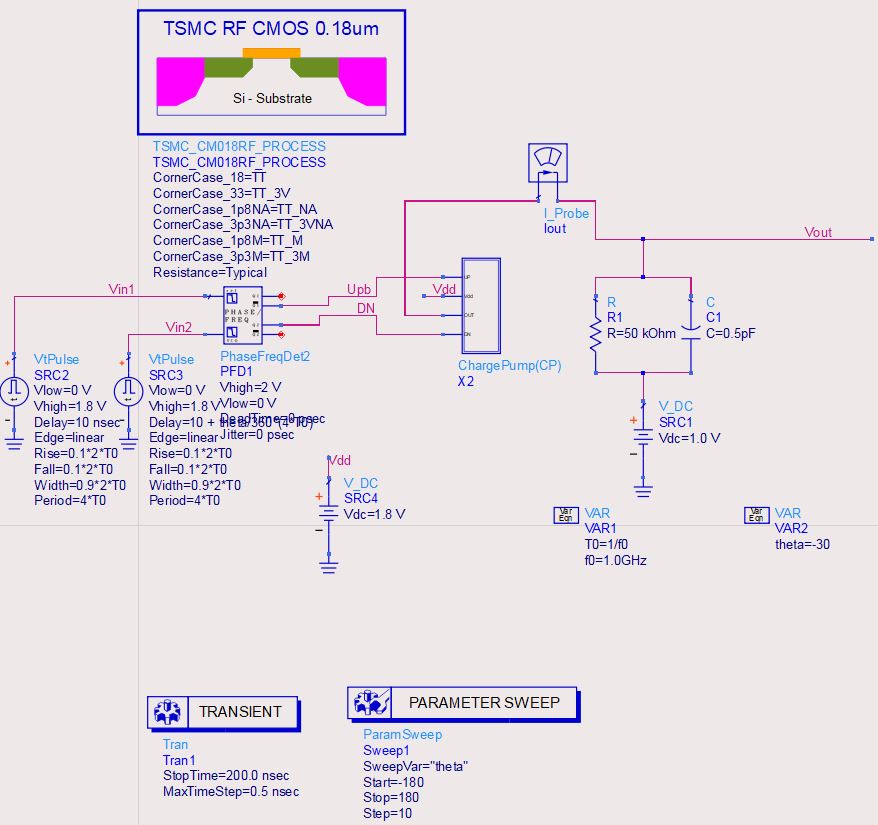 TSMC RF CMOS 0.18um
Si - Substrate
TSMC_CM018RF_PROCESS
TSMC_CM018RF_PROCESS
CornerCase_18=TT
CornerCase_33=TT_3V
CornerCase_1p8NA=TT_NA
CornerCase_3p3NA=TT_3VNA
CornerCase_1p8M=TT_M
CornerCase_3p3M=TT_3M
Resistance=Typical
I_Probe
Iout
Vout
Vin1
Vin2
PHASE/
FREQ
Upb
DN
Vdd
UP
Vdd
OUT
DN
ChargePump(CP)
X2
R
R1
R=50 kOhm
C
C1
C=0.5pF
VtPulse
SRC2
Vlow=0 V
Vhigh=1.8 V
Delay=10 nsec
Edge=linear
Rise=0.1*2*T0
Fall=0.1*2*T0
Width=0.9*2*T0
Period=4*T0
VtPulse
SRC3
Vlow=0 V
Vhigh=1.8 V
Delay=10 + theta/360*(4*T0)
Edge=linear
Rise=0.1*2*T0
Fall=0.1*2*T0
Width=0.9*2*T0
Period=4*T0
PhaseFreqDet2
PFD1
Vhigh=2 V
Vlow=0 V
DeadTime=0 psec
Jitter=0 psec
Vdd
V_DC
SRC4
Vdc=1.8 V
V_DC
SRC1
Vdc=1.0 V
Var
Eqn
VAR
VAR1
T0=1/f0
f0=1.0GHz
Var
Eqn
VAR
VAR2
theta=-30
TRANSIENT
Tran
Tran1
StopTime=200.0 nsec
MaxTimeStep=0.5 nsec
PARAMETER SWEEP
ParamSweep
Sweep1
SweepVar="theta"
Start=-180
Stop=180
Step=10